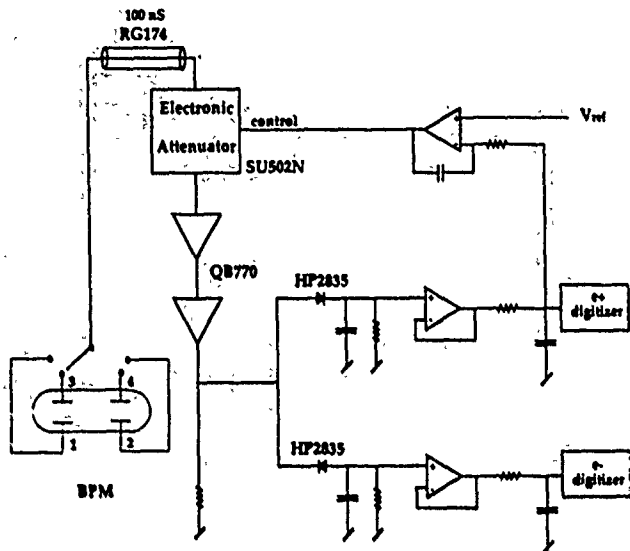 100 nS
RG174
Electronic
Attenuator
control
SU502N
Vref
QB770
HP2835
e+
digitizer
3
4
1
2
BPM
HP2835
e-
digitizer